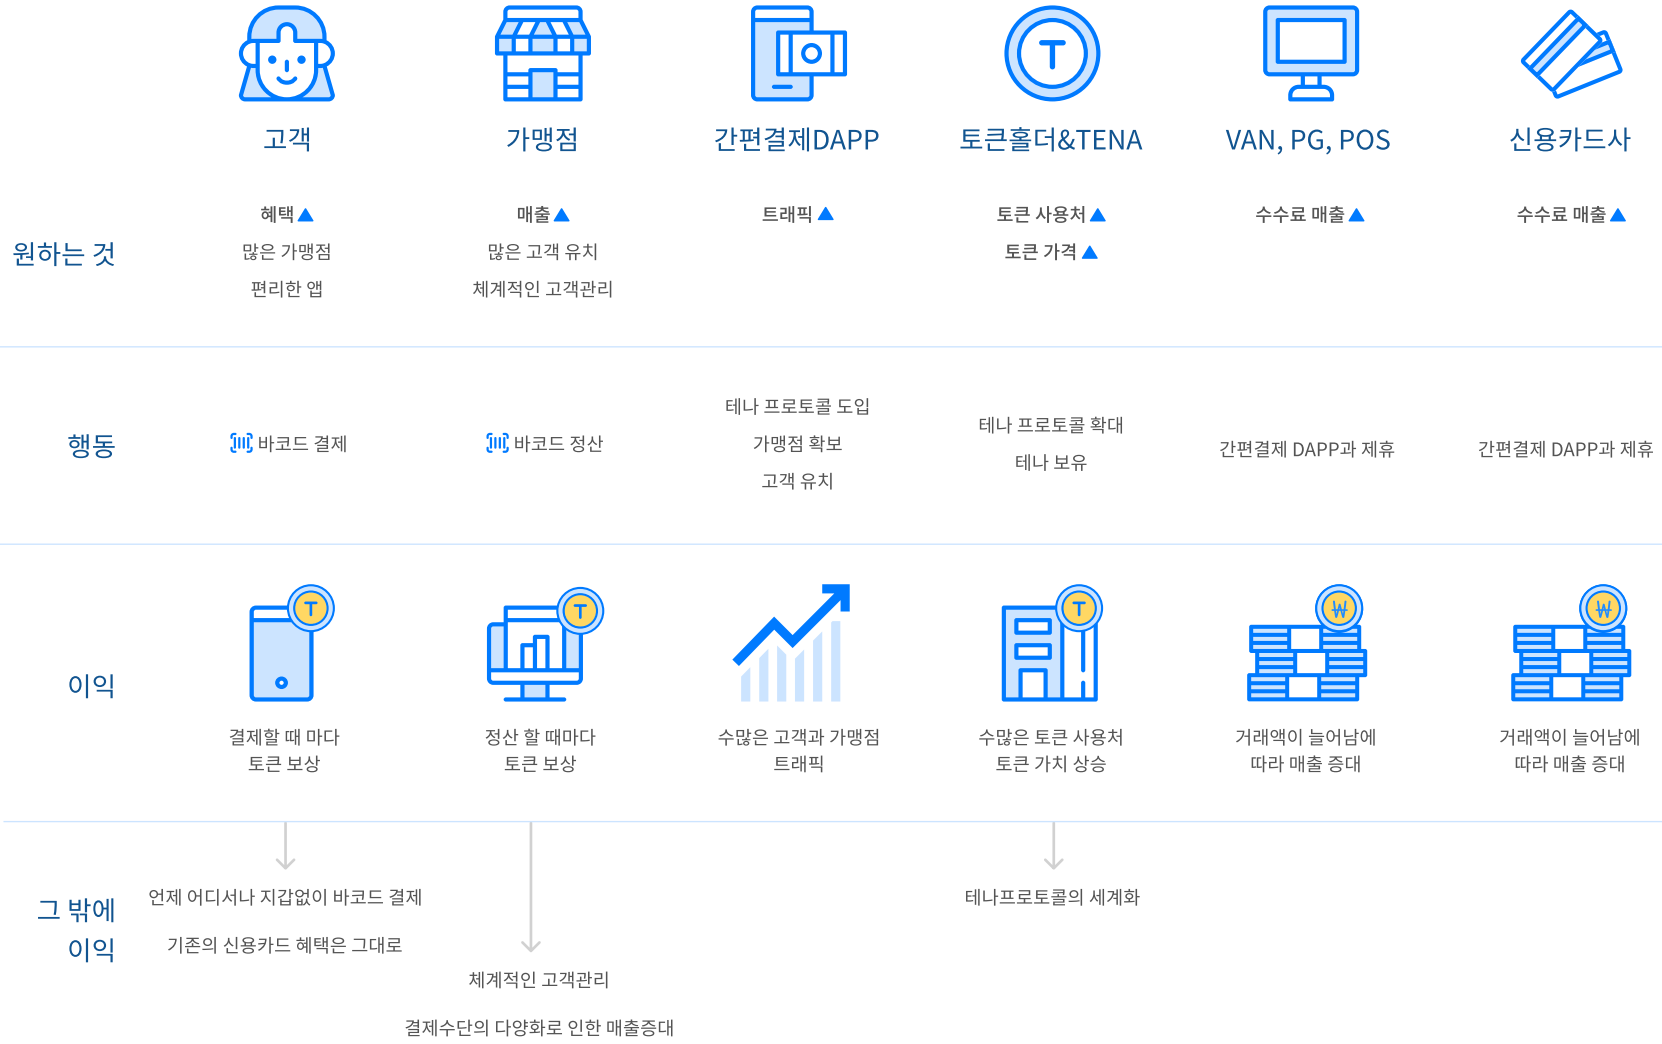 고객
가맹점
간편결제DAPP
토큰홀더&TENA
VAN, PG, POS
신용카드사
원하는 것
혜택▲
많은 가맹점
편리한 앱
매출▲
많은 고객 유치
체계적인 고객관리
트래픽▲
토큰 사용처▲
토큰 가격▲
수수료 매출▲
수수료 매출▲
행동
바코드 결제
바코드 정산
테나 프로토콜 도입
가맹점 확보
고객 유치
테나 프로토콜 확대
테나 보유
간편결제 DAPP과 제휴
간편결제 DAPP과 제휴
이익
결제할 때 마다
토큰 보상
정산 할 때마다
토큰 보상
수많은 고객과 가맹점
트래픽
수많은 토큰 사용처
토큰 가치 상승
거래액이 늘어남에
따라 매출 증대
거래액이 늘어남에
따라 매출 증대
그 밖에
이익
언제 어디서나 지갑없이 바코드 결제
기존의 신용카드 혜택은 그대로
체계적인 고객관리
결제수단의 다양화로 인한 매출증대
테나프로토콜의 세계화